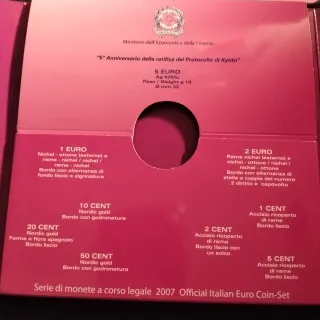 Ministero dell'Economia e delle Finanze
"5° Anniversario della ratifica del Protocollo di Kyoto"
5 EURO
Ag 925‰
Peso / Weight g 18
Ø mm 32
1 EURO
Nichel - ottone (esterno) e
rame - nichel / nichel /
rame - nichel
Bordo con alternanza di
fondo liscio e zigrinatura
2 EURO
Rame nichel (esterno) e
nichel - ottone / nichel /
nichel - ottone
Bordo con alternanza di
stelle e coppie del numero
2 diritto e capovolto
10 CENT
Nordic gold
Bordo con godronatura
1 CENT
Acciaio ricoperto
di rame
Bordo liscio
20 CENT
Nordic gold
Forma a fiore spagnolo
Bordo liscio
2 CENT
Acciaio ricoperto
di rame
Bordo liscio con
un solco
50 CENT
Nordic gold
Bordo con godronatura
5 CENT
Acciaio ricoperto
di rame
Bordo liscio
Serie di monete a corso legale 2007 Official Italian Euro Coin-Set